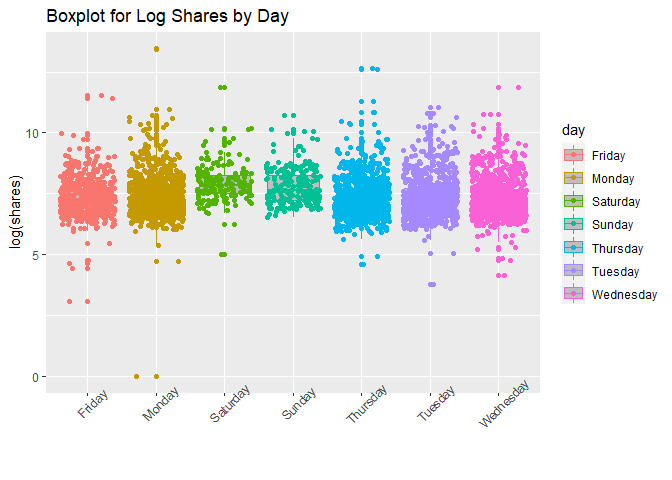 Boxplot for Log Shares by Day
log(shares)
10
5
0
Friday
Monday
Saturday
Sunday
Thursday
Tuesday
Wednesday
day
Friday
Monday
Saturday
Sunday
Thursday
Tuesday
Wednesday